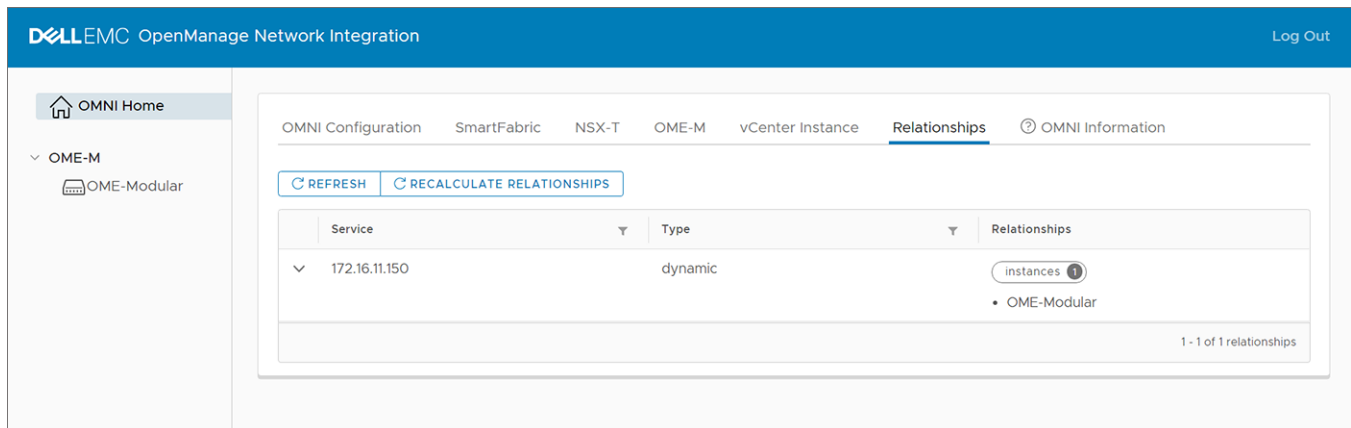 DELLEMC OpenManage Network Integration
Log Out
OMNI Home
OME-M
OME-Modular
OMNI Configuration SmartFabric NSX-T OME-M vCenter Instance Relationships OMNI Information
REFRESH RECALCULATE RELATIONSHIPS
Service Type Relationships
172.16.11.150 dynamic instances 1
• OME-Modular
1 - 1 of 1 relationships